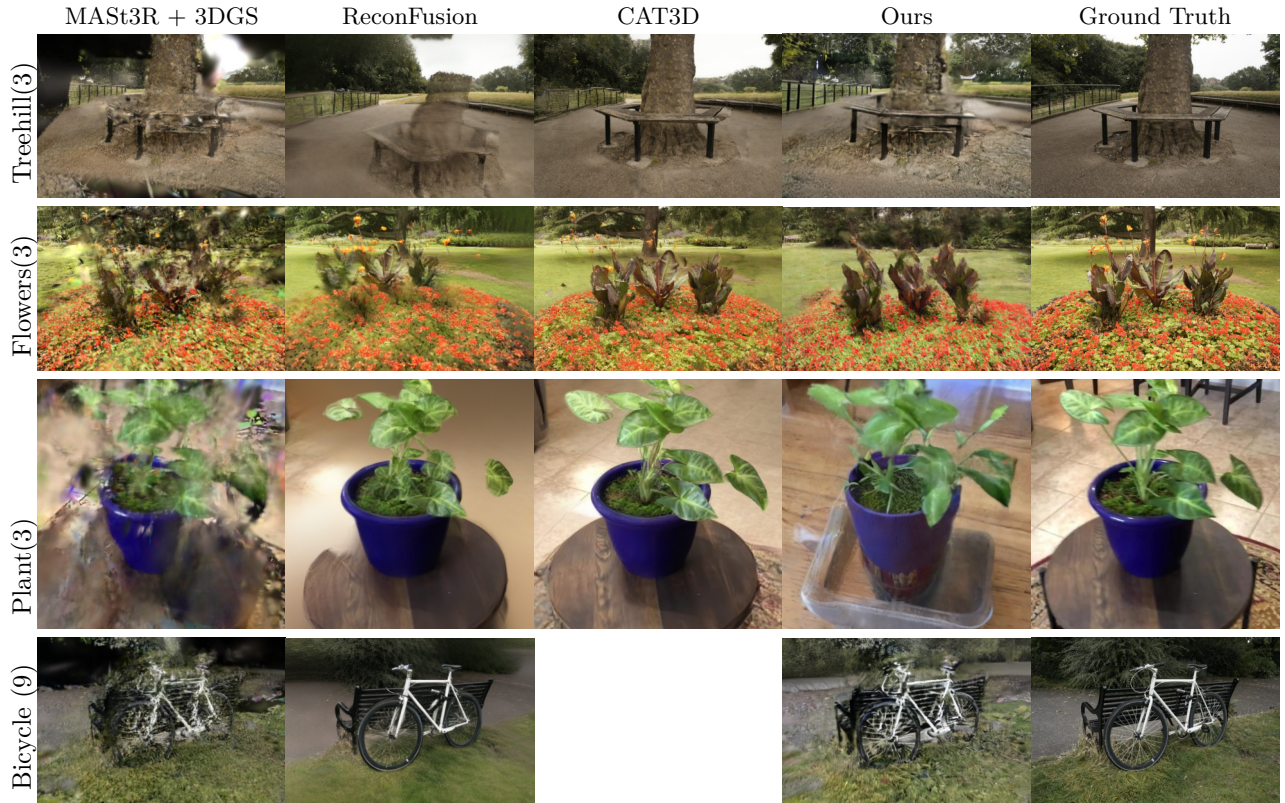 MASt3R + 3DGS
ReconFusion
CAT3D
Ours
Ground Truth
Treehill(3)
Flowers(3)
Plant(3)
Bicycle (9)